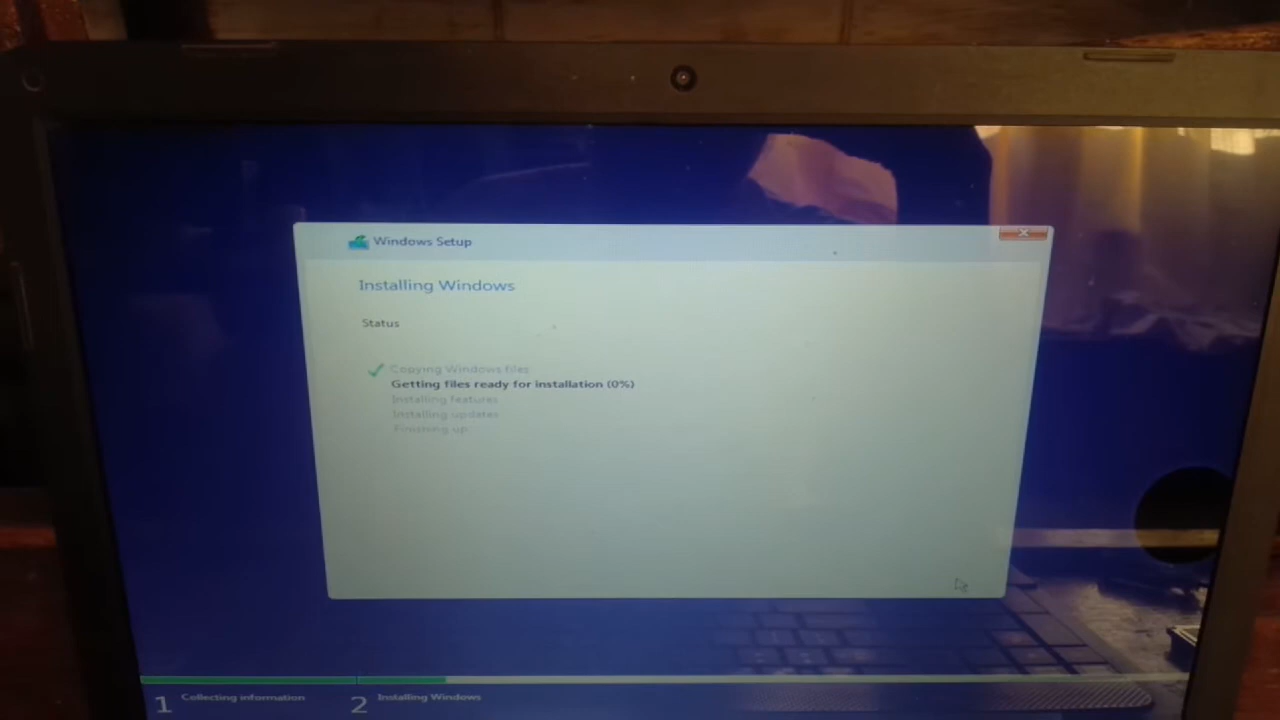 Windows Setup
Installing Windows
Status
Copying Windows files
Getting files ready for installation (0%)
Installing features
Installing updates
Finishing up
1 Collecting information
2 Installing Windows